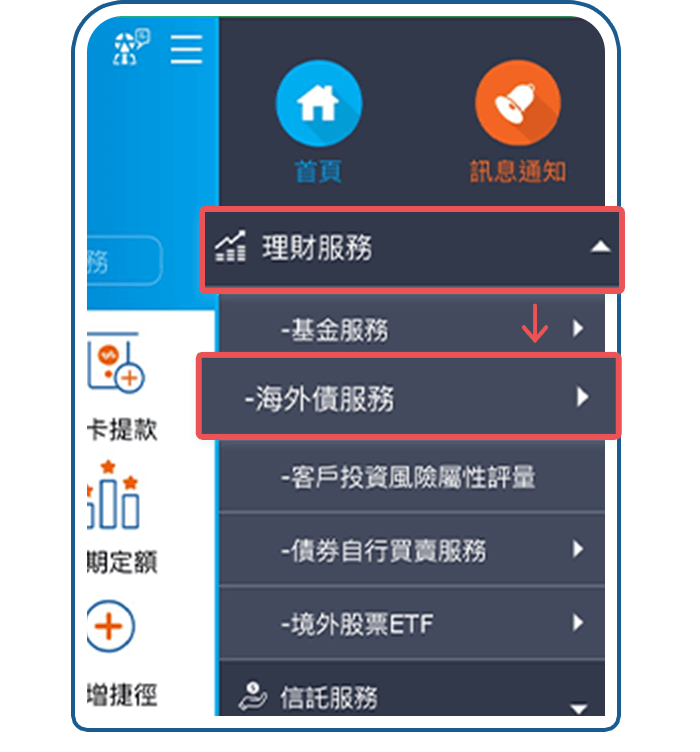 首頁
訊息通知
理財服務
務
-基金服務
-海外債服務
卡提款
-客戶投資風險屬性評量
-債券自行買賣服務
期定額
-境外股票ETF
增捷徑
信託服務